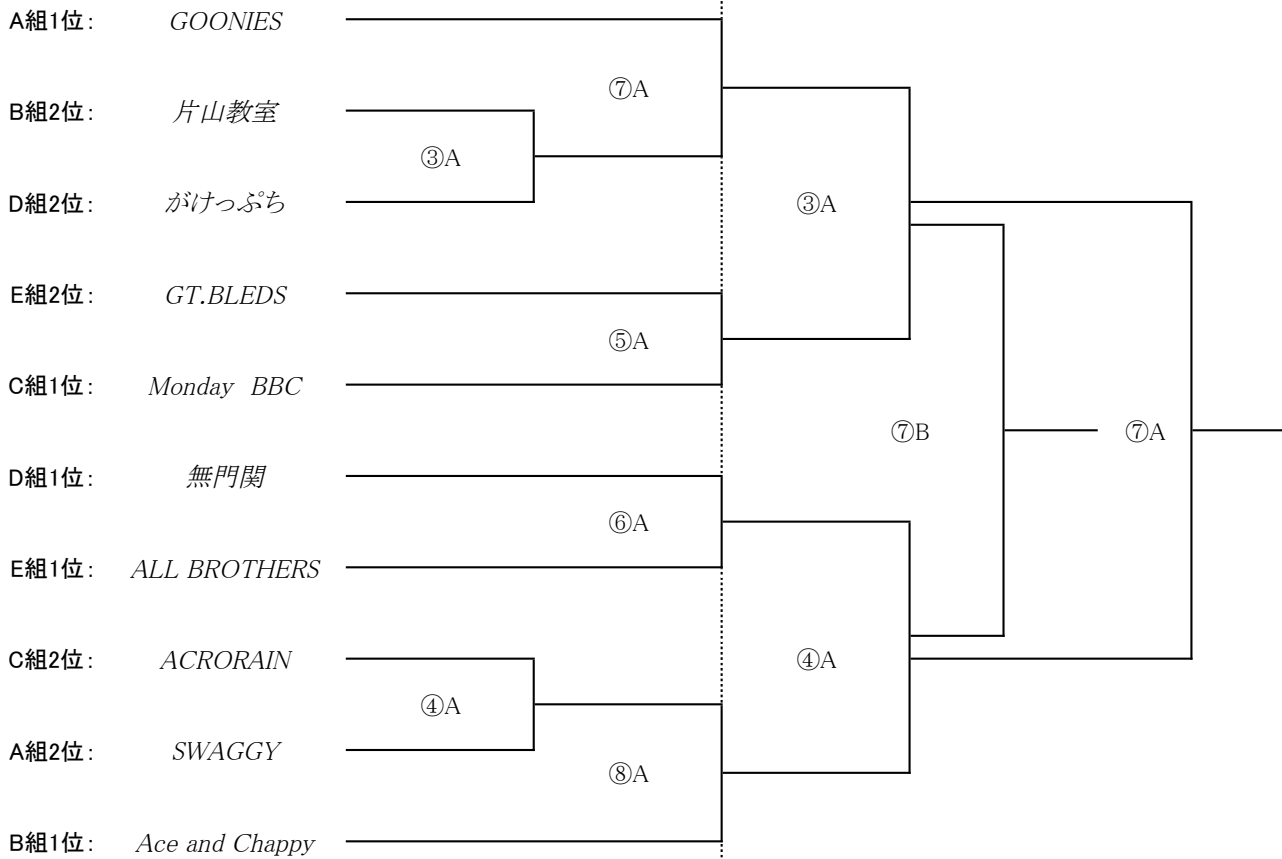 A組1位： GOONIES
⑦A
B組2位： 片山教室
③A
D組2位： がけっぷち
③A
E組2位： GT.BLEDS
⑤A
C組1位： Monday BBC
⑦B ⑦A
D組1位： 無門関
⑥A
E組1位： ALL BROTHERS
C組2位： ACRORAIN
④A
④A
A組2位： SWAGGY
⑧A
B組1位： Ace and Chappy